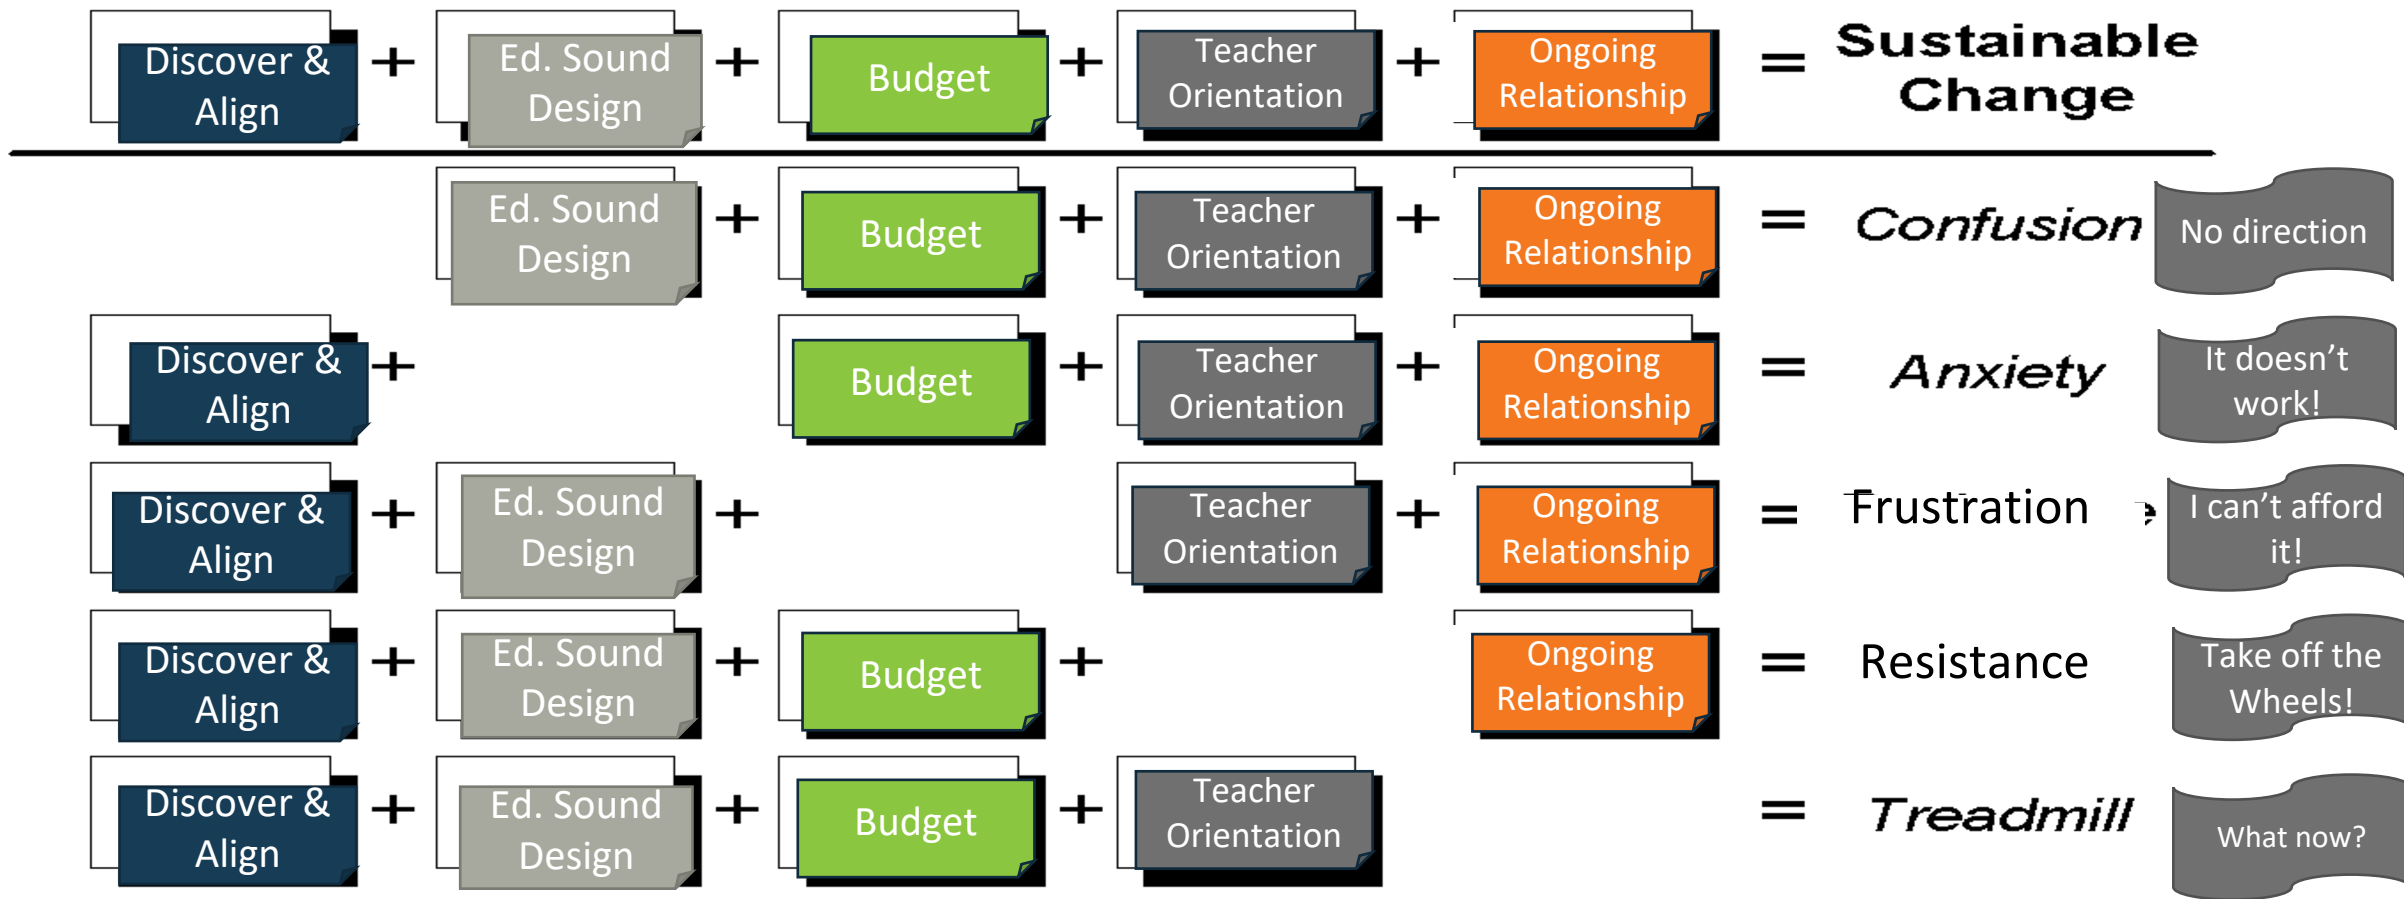 Discover & Align + Ed. Sound Design + Budget + Teacher Orientation + Ongoing Relationship = Sustainable Change
Ed. Sound Design + Budget + Teacher Orientation + Ongoing Relationship = Confusion No direction
Discover & Align + Budget + Teacher Orientation + Ongoing Relationship = Anxiety It doesn't work!
Discover & Align + Ed. Sound Design + Teacher Orientation + Ongoing Relationship = Frustration I can't afford it!
Discover & Align + Ed. Sound Design + Budget + Ongoing Relationship = Resistance Take off the Wheels!
Discover & Align + Ed. Sound Design + Budget + Teacher Orientation = Treadmill What now?